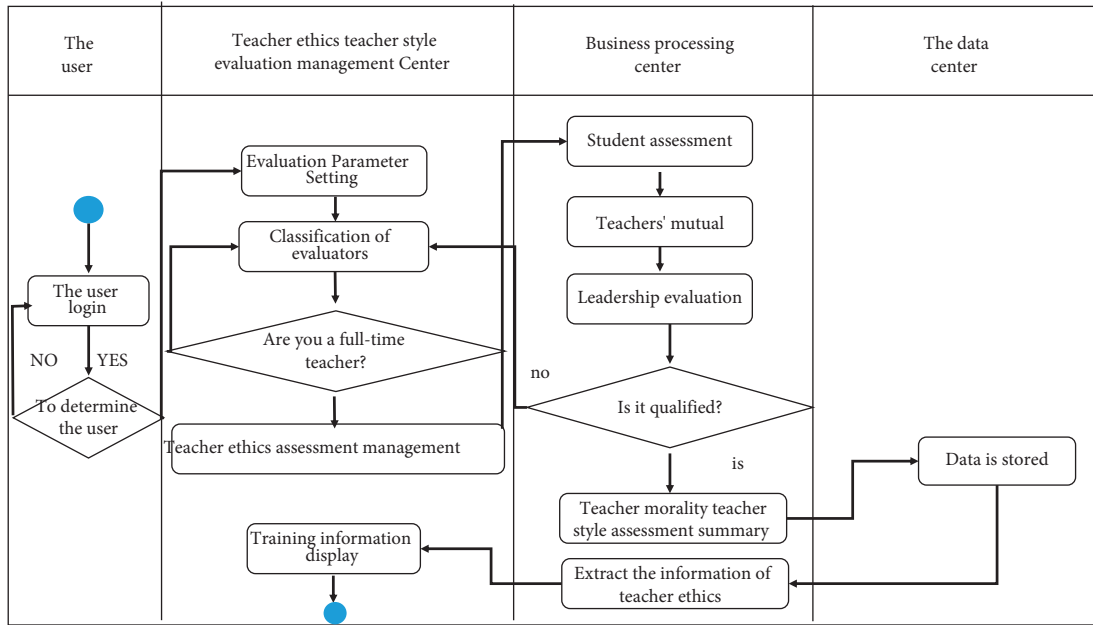 The
user
Teacher ethics teacher style
evaluation management Center
Business processing
center
The data
center
The user
login
NO
YES
To determine
the user
Evaluation Parameter
Setting
Classification of
evaluators
Are you a full-time
teacher?
Teacher ethics assessment management
Training information
display
Student assessment
Teachers' mutual
Leadership evaluation
no
Is it qualified?
is
Teacher morality teacher
style assessment summary
Extract the information of
teacher ethics
Data is stored